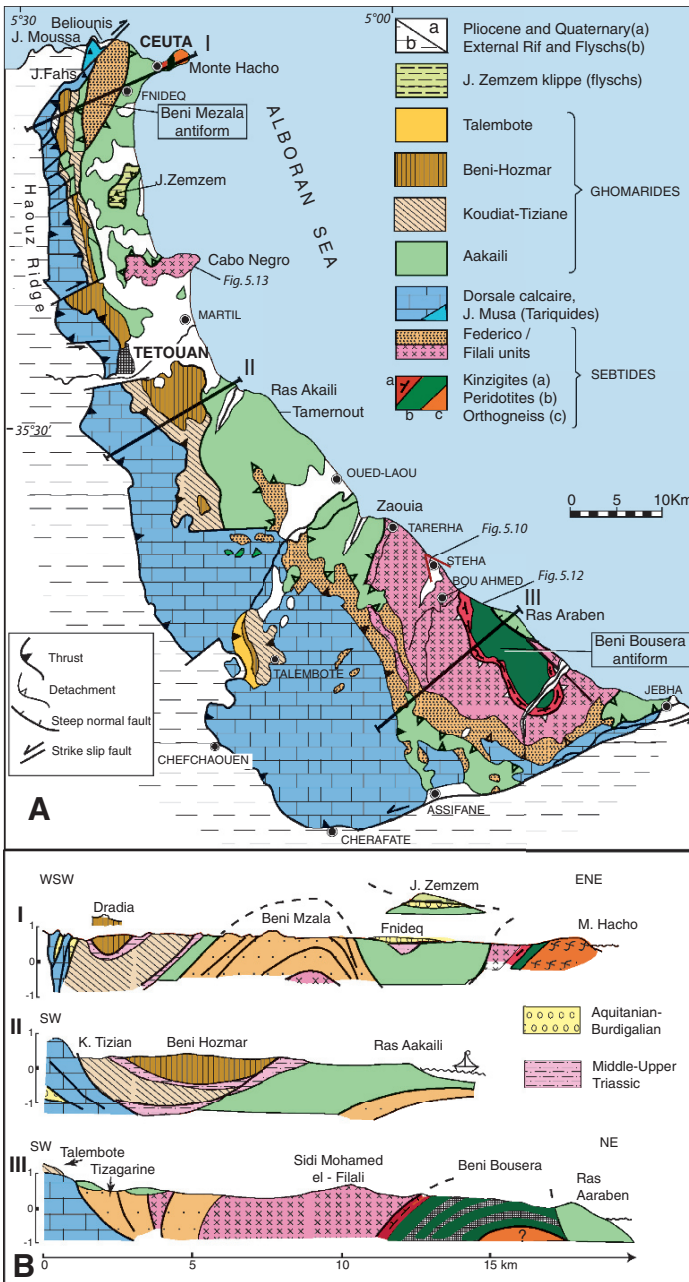 5°30
5°00
A
Beliounis
J. Moussa
CEUTA
I
J.Fahs
Monte Hacho
FNIDEQ
Beni Mezala
antiform
ALBORAN SEA
J.Zemzem
Haouz Ridge
Cabo Negro
Fig.5.13
MARTIL
TETOUAN
II
Ras Akaili
Tamernout
35°30'
OUED-LAOU
Zaouia
TARERHA
Fig.5.10
STEHA
BOU AHMED
Fig.5.12
III
Ras Araben
Beni Bousera
antiform
TALEMBOTE
JEBHA
CHEFCHAOUEN
ASSIFANE
CHERAFATE
a
b
Pliocene and Quaternary(a)
External Rif and Flyschs(b)
J. Zemzem klippe (flyschs)
Talembote
Beni-Hozmar
Koudiat-Tiziane
Aakaili
GHOMARIDES
Dorsale calcaire,
J. Musa (Tariquides)
Federico /
Filali units
a
b
c
Kinzigites (a)
Peridotites (b)
Orthogneiss (c)
SEBTIDES
0 5 10Km
Thrust
Detachment
Steep normal fault
Strike slip fault
A
WSW
ENE
I
Dradia
Beni Mzala
J. Zemzem
Fnideq
M. Hacho
1
0
-1
II
SW
K. Tizian
Beni Hozmar
Ras Aakaili
1
0
-1
Aquitanian-
Burdigalian
Middle-Upper
Triassic
SW
NE
III
Talembote
Tizagarine
Sidi Mohamed
el - Filali
Beni Bousera
Ras
Aaraben
1
0
-1
?
B
0 5 10 15 km